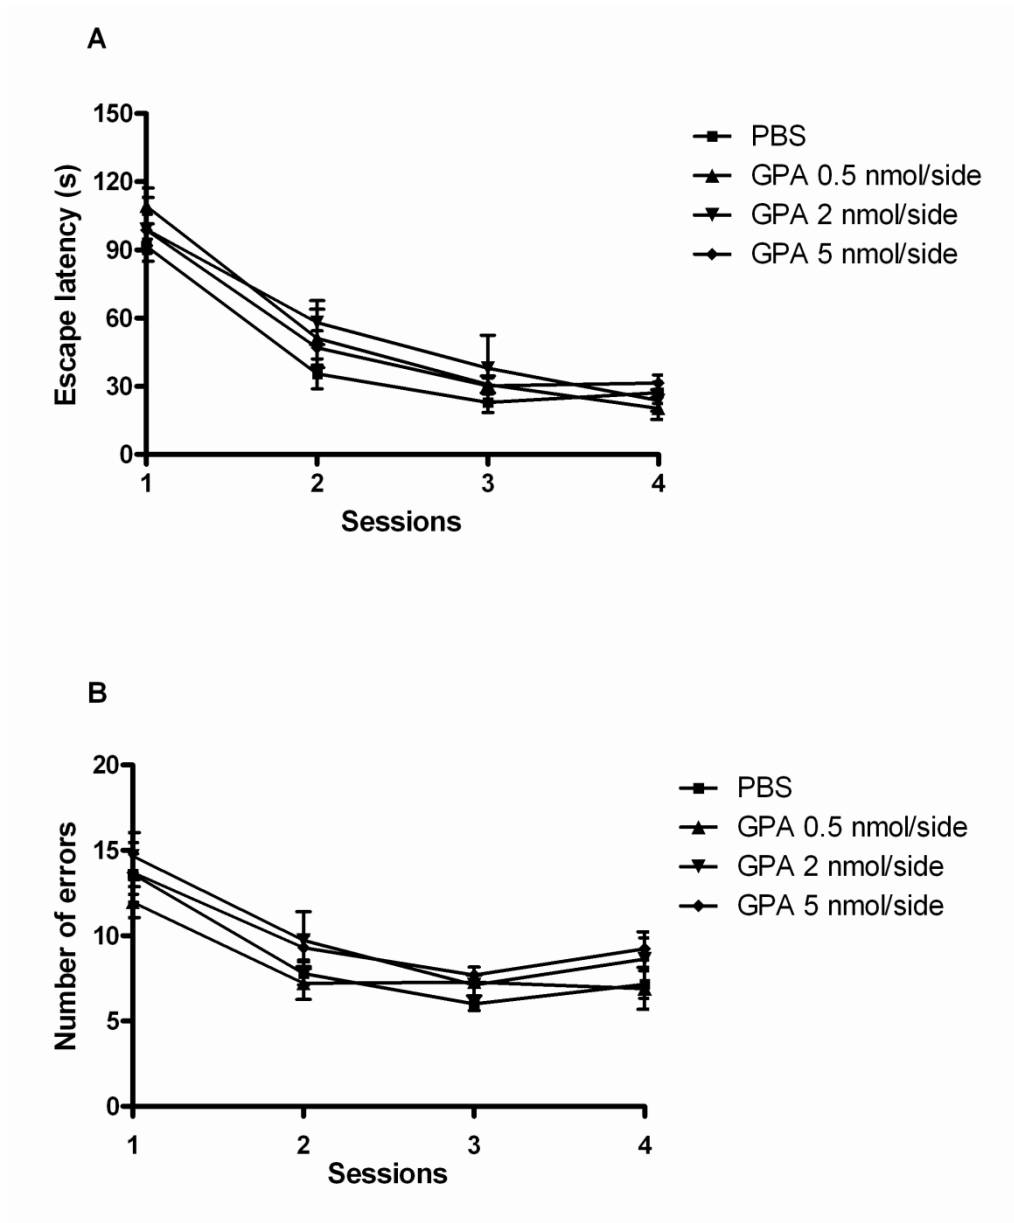 A
150
120
90
60
30
0
Escape latency (s)
1 2 3 4
Sessions
PBS
GPA 0.5 nmol/side
GPA 2 nmol/side
GPA 5 nmol/side
B
20
15
10
5
0
Number of errors
1 2 3 4
Sessions
PBS
GPA 0.5 nmol/side
GPA 2 nmol/side
GPA 5 nmol/side